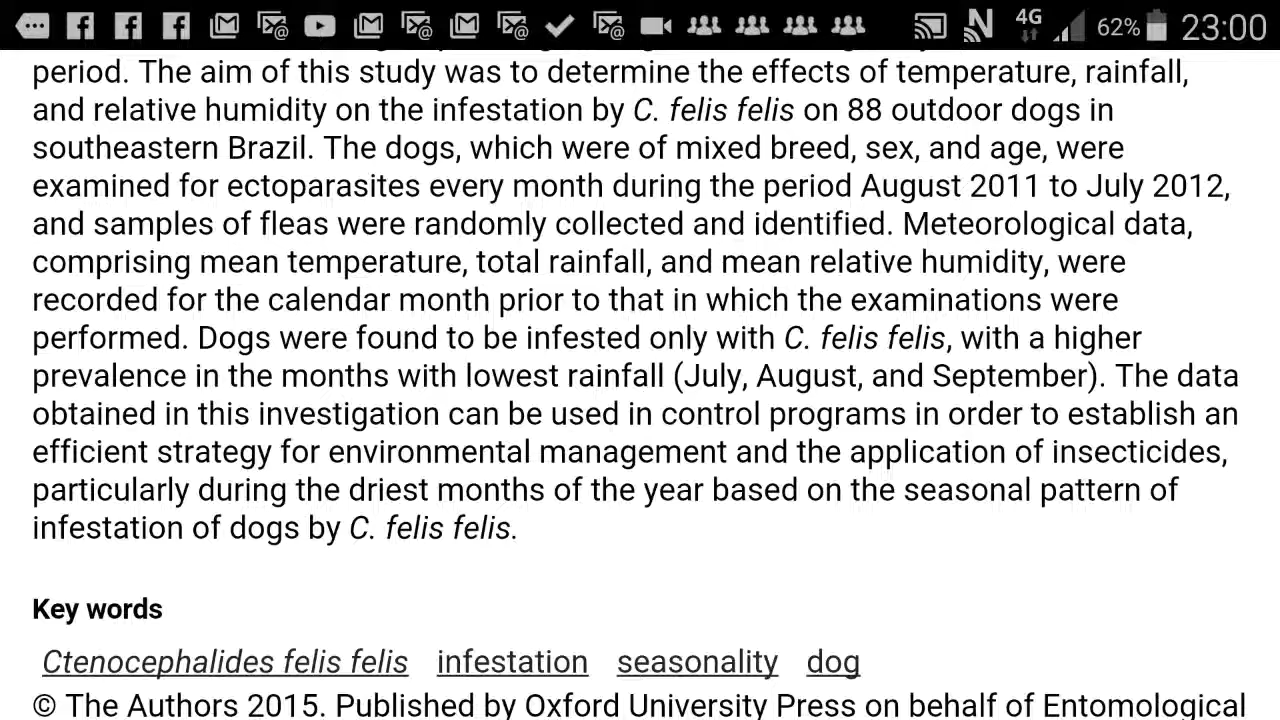 4G 62% 23:00
period. The aim of this study was to determine the effects of temperature, rainfall,
and relative humidity on the infestation by C. felis felis on 88 outdoor dogs in
southeastern Brazil. The dogs, which were of mixed breed, sex, and age, were
examined for ectoparasites every month during the period August 2011 to July 2012,
and samples of fleas were randomly collected and identified. Meteorological data,
comprising mean temperature, total rainfall, and mean relative humidity, were
recorded for the calendar month prior to that in which the examinations were
performed. Dogs were found to be infested only with C. felis felis, with a higher
prevalence in the months with lowest rainfall (July, August, and September). The data
obtained in this investigation can be used in control programs in order to establish an
efficient strategy for environmental management and the application of insecticides,
particularly during the driest months of the year based on the seasonal pattern of
infestation of dogs by C. felis felis.
Key words
Ctenocephalides felis felis infestation seasonality dog
© The Authors 2015. Published by Oxford University Press on behalf of Entomological